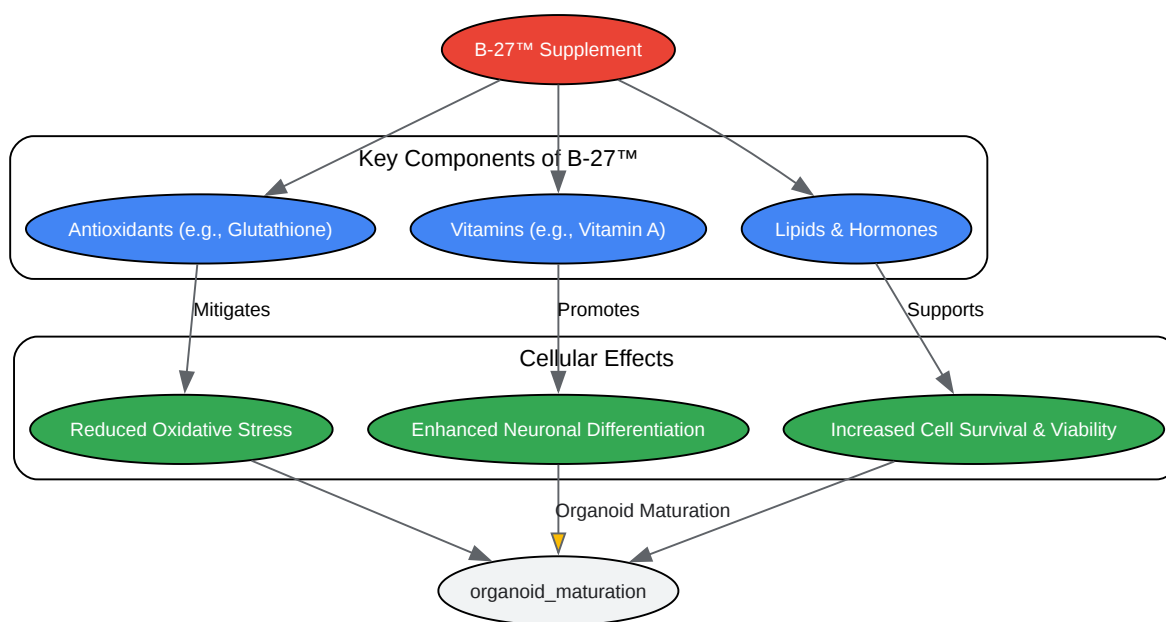 B-27™ Supplement
Key Components of B-27™
Antioxidants (e.g., Glutathione)
Vitamins (e.g., Vitamin A)
Lipids & Hormones
Mitigates
Promotes
Supports
Cellular Effects
Reduced Oxidative Stress
Enhanced Neuronal Differentiation
Increased Cell Survival & Viability
Organoid Maturation
organoid_maturation